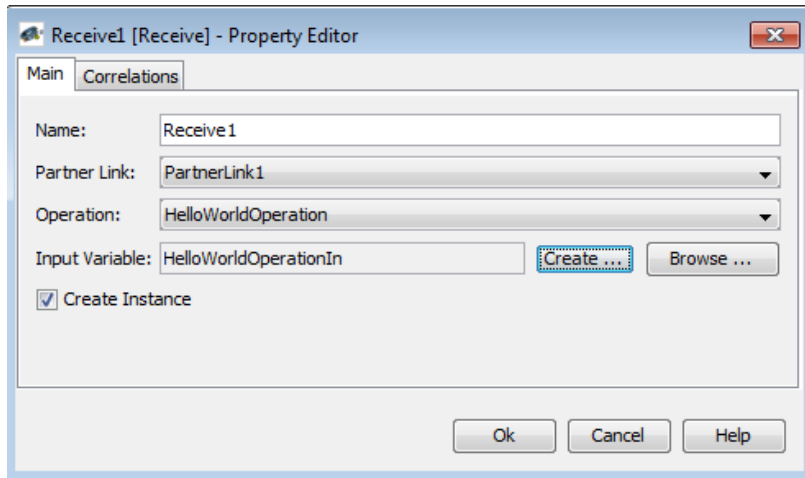 Receive1 [Receive] - Property Editor
Main Correlations
Name: Receive1
Partner Link: PartnerLink1
Operation: HelloWorldOperation
Input Variable: HelloWorldOperationIn Create ... Browse ...
Create Instance
Ok Cancel Help